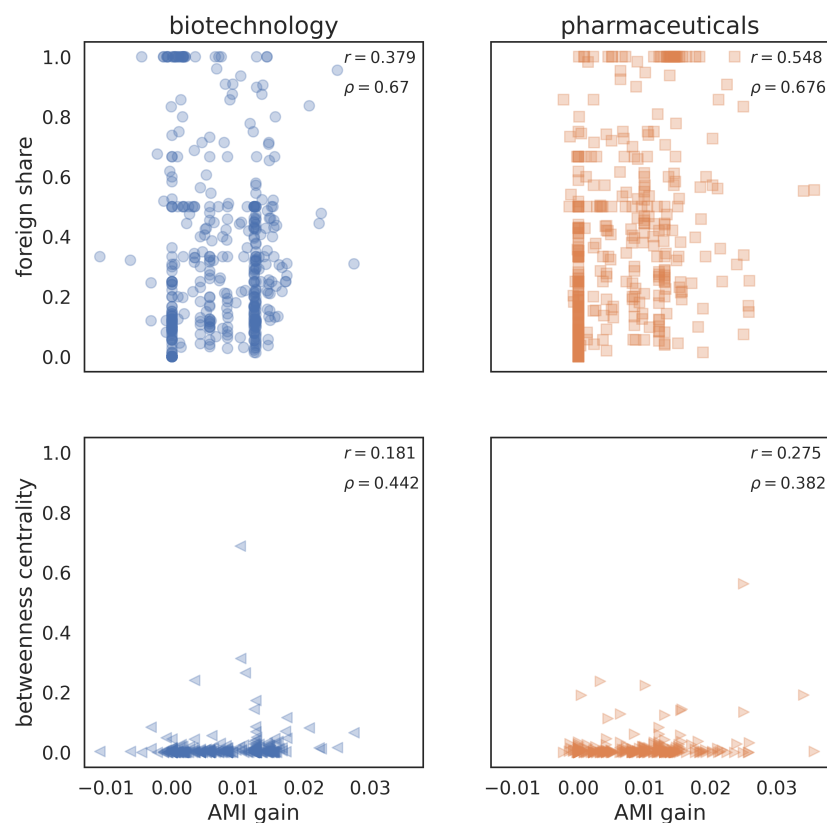 biotechnology
pharmaceuticals
foreign share
1.0
0.8
0.6
0.4
0.2
0.0
r = 0.379
ρ = 0.67
r = 0.548
ρ = 0.676
betweenness centrality
1.0
0.8
0.6
0.4
0.2
0.0
r = 0.181
ρ = 0.442
r = 0.275
ρ = 0.382
−0.01 0.00 0.01 0.02 0.03
−0.01 0.00 0.01 0.02 0.03
AMI gain
AMI gain